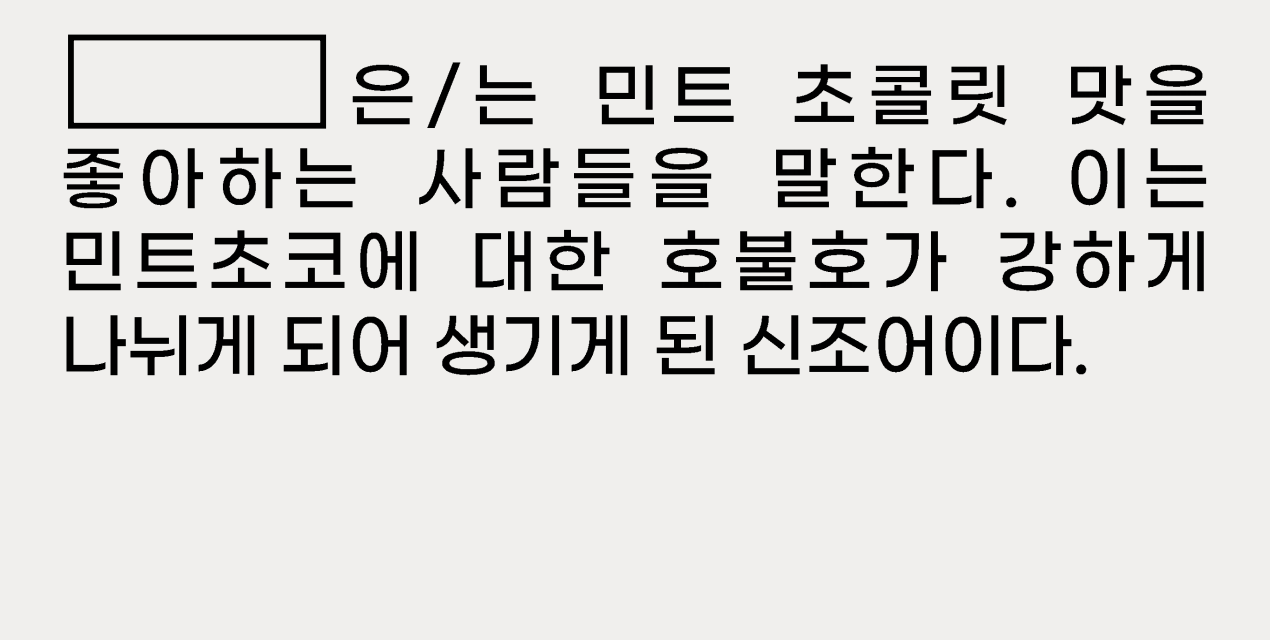 은/는 민트 초콜릿 맛을
좋아하는 사람들을 말한다. 이는
민트초코에 대한 호불호가 강하게
나뉘게 되어 생기게 된 신조어이다.